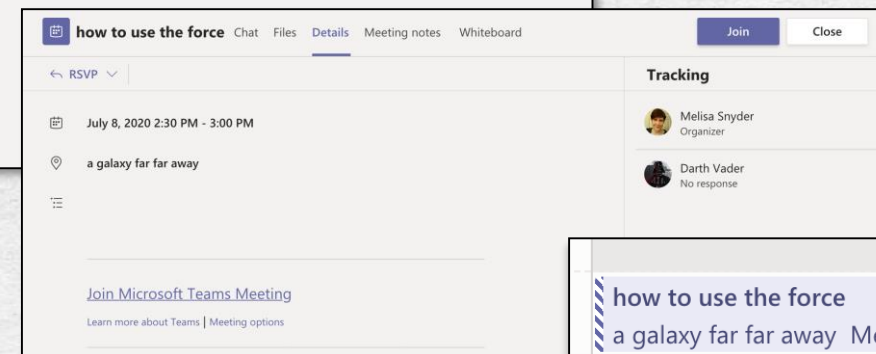 how to use the force Chat Files Details Meeting notes Whiteboard Join Close
RSVP
Tracking
July 8, 2020 2:30 PM - 3:00 PM
Melisa Snyder
Organizer
a galaxy far far away
Darth Vader
No response
Join Microsoft Teams Meeting
Learn more about Teams | Meeting options
how to use the force
a galaxy far far away